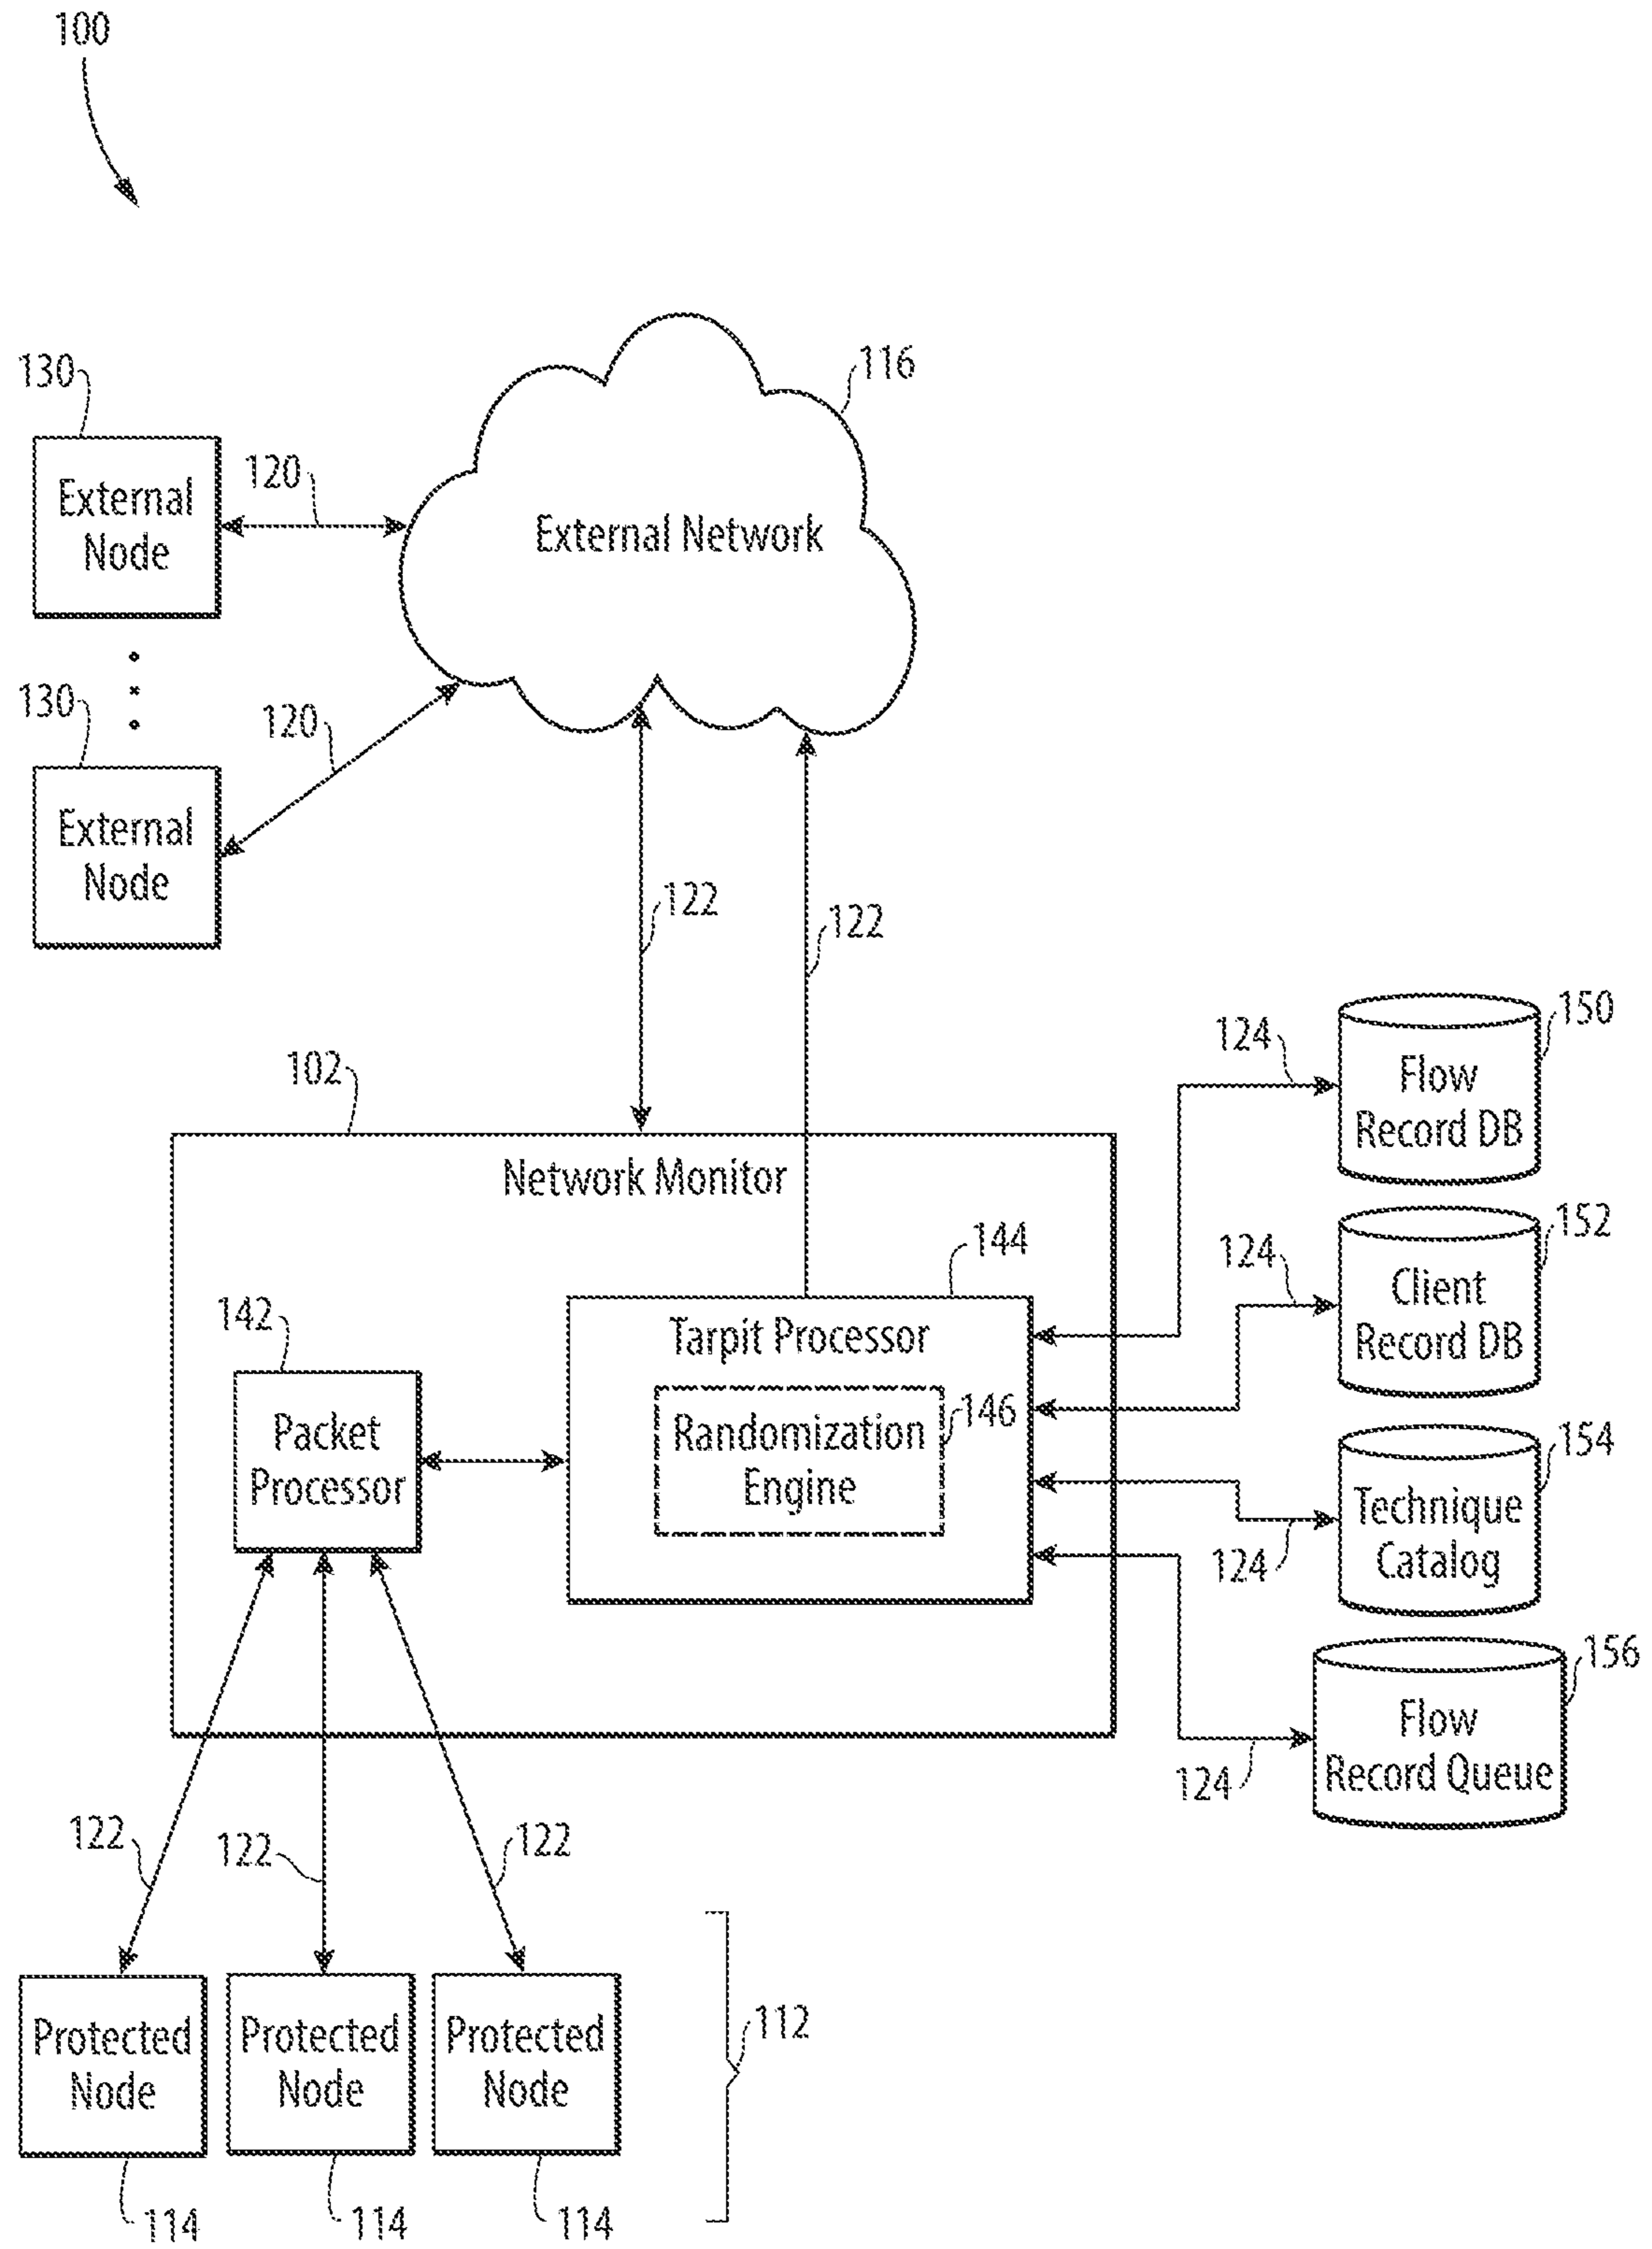 100
116
130
120
External
Node
External Network
130
120
External
Node
122
122
150
124
Flow
Record DB
102
Network Monitor
152
124
Client
Record DB
144
142
Tarpit Processor
146
Randomization
Engine
Packet
Processor
154
Technique
Catalog
124
156
Flow
Record Queue
124
122
122
122
112
Protected
Node
Protected
Node
Protected
Node
114
114
114